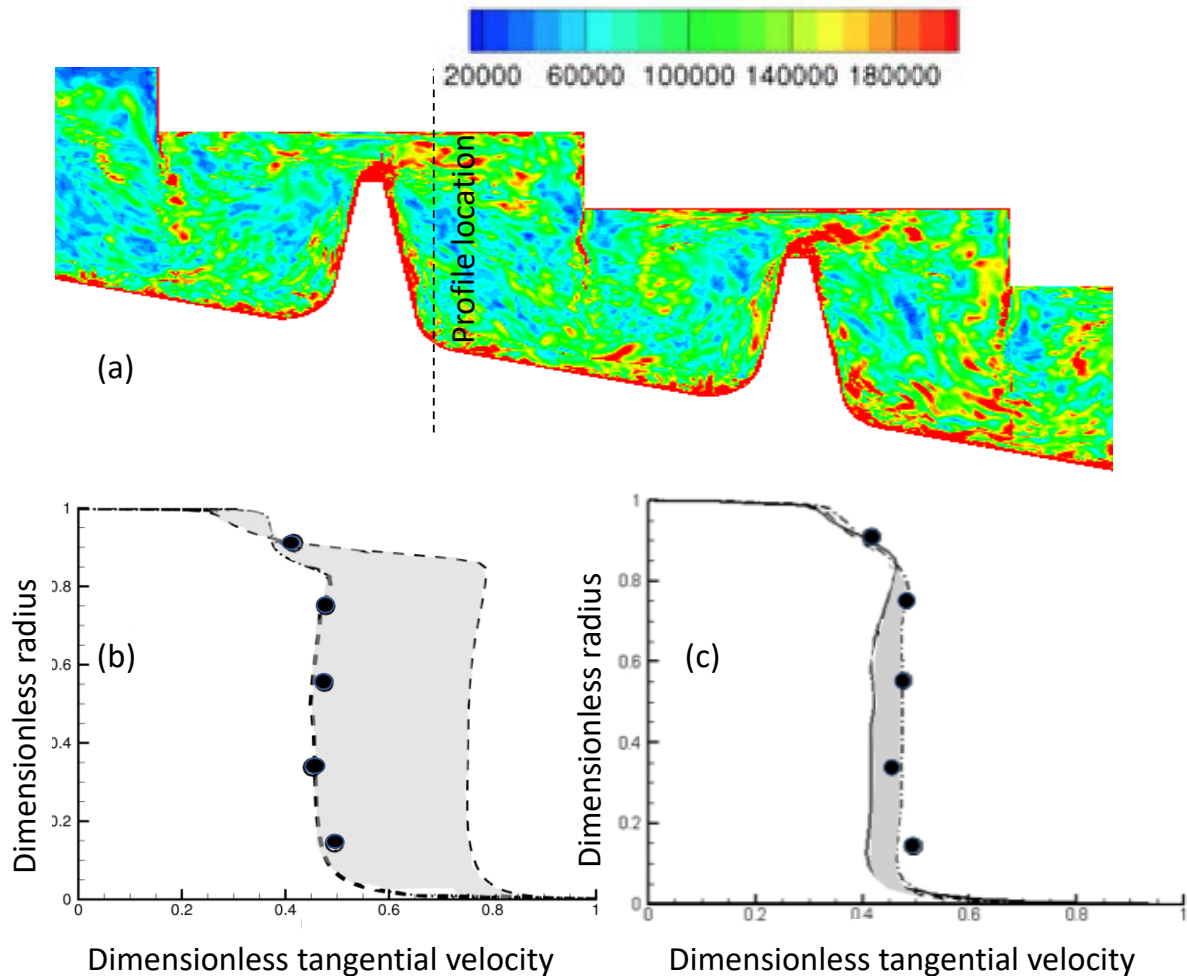 20000 60000 100000 140000 180000
Profile location
(a)
Dimensionless radius
1
0.8
0.6
0.4
0.2
0
(b)
0 0.2 0.4 0.6 0.8 1
Dimensionless tangential velocity
Dimensionless radius
1
0.8
0.6
0.4
0.2
0
(c)
0 0.2 0.4 0.6 0.8 1
Dimensionless tangential velocity